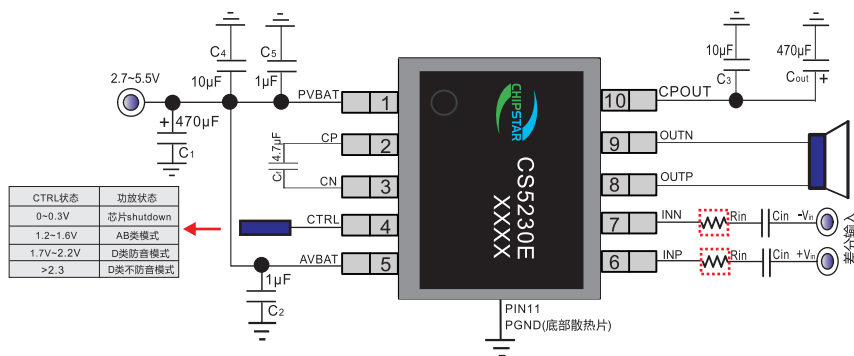 C4
10μF
C5
1μF
10μF
C3
470μF
Cout
+
2.7~5.5V
+
470μF
C1
PVBAT
1
CP
2
4.7μF
Cf
CN
3
CTRL
4
AVBAT
5
1μF
C2
CHIPSTAR
CS5230E
XXXX
10
CPOUT
9
OUTN
8
OUTP
7
INN
Rin
Cin
-Vin
6
INP
Rin
Cin
+Vin
差分输入
CTRL状态 功放状态
0~0.3V 芯片shutdown
1.2~1.6V AB类模式
1.7V~2.2V D类防音模式
>2.3 D类不防音模式
PIN11
PGND(底部散热片)